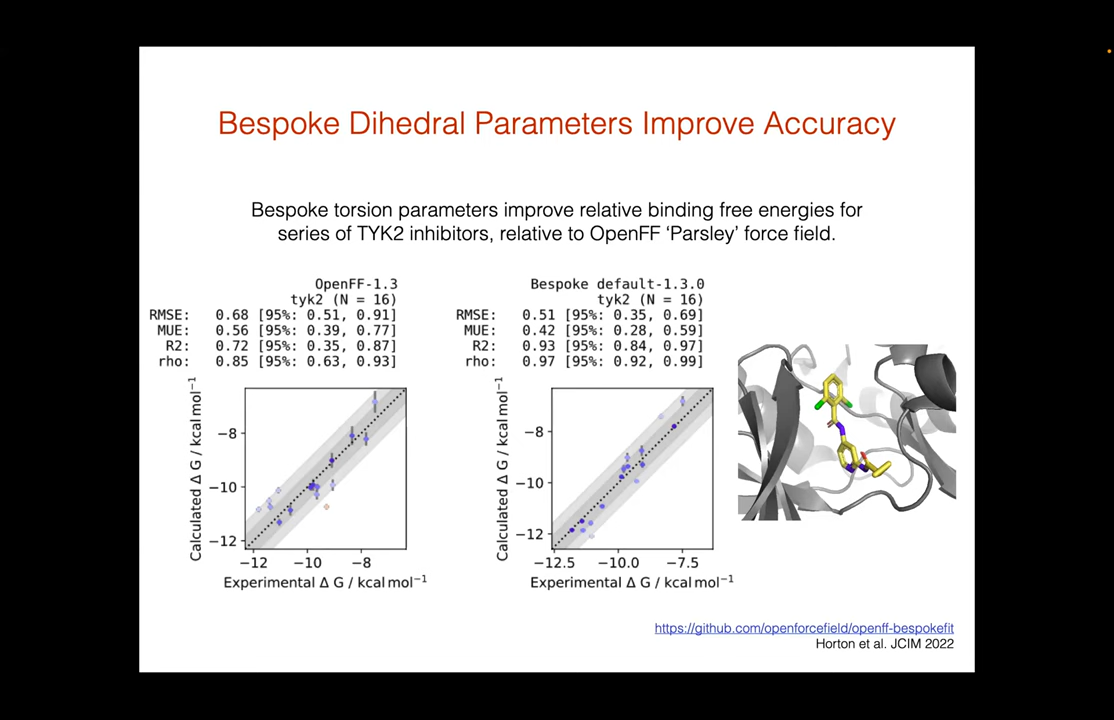 Bespoke Dihedral Parameters Improve Accuracy
Bespoke torsion parameters improve relative binding free energies for
series of TYK2 inhibitors, relative to OpenFF ‘Parsley’ force field.
OpenFF-1.3
tyk2 (N = 16)
RMSE: 0.68 [95%: 0.51, 0.91]
MUE: 0.56 [95%: 0.39, 0.77]
R2: 0.72 [95%: 0.35, 0.87]
rho: 0.85 [95%: 0.63, 0.93]
Calculated Δ G / kcal mol⁻¹
−8
−10
−12
−12 −10 −8
Experimental Δ G / kcal mol⁻¹
Bespoke default-1.3.0
tyk2 (N = 16)
RMSE: 0.51 [95%: 0.35, 0.69]
MUE: 0.42 [95%: 0.28, 0.59]
R2: 0.93 [95%: 0.84, 0.97]
rho: 0.97 [95%: 0.92, 0.99]
Calculated Δ G / kcal mol⁻¹
−8
−10
−12
−12.5 −10.0 −7.5
Experimental Δ G / kcal mol⁻¹
https://github.com/openforcefield/openff-bespokefit
Horton et al. JCIM 2022